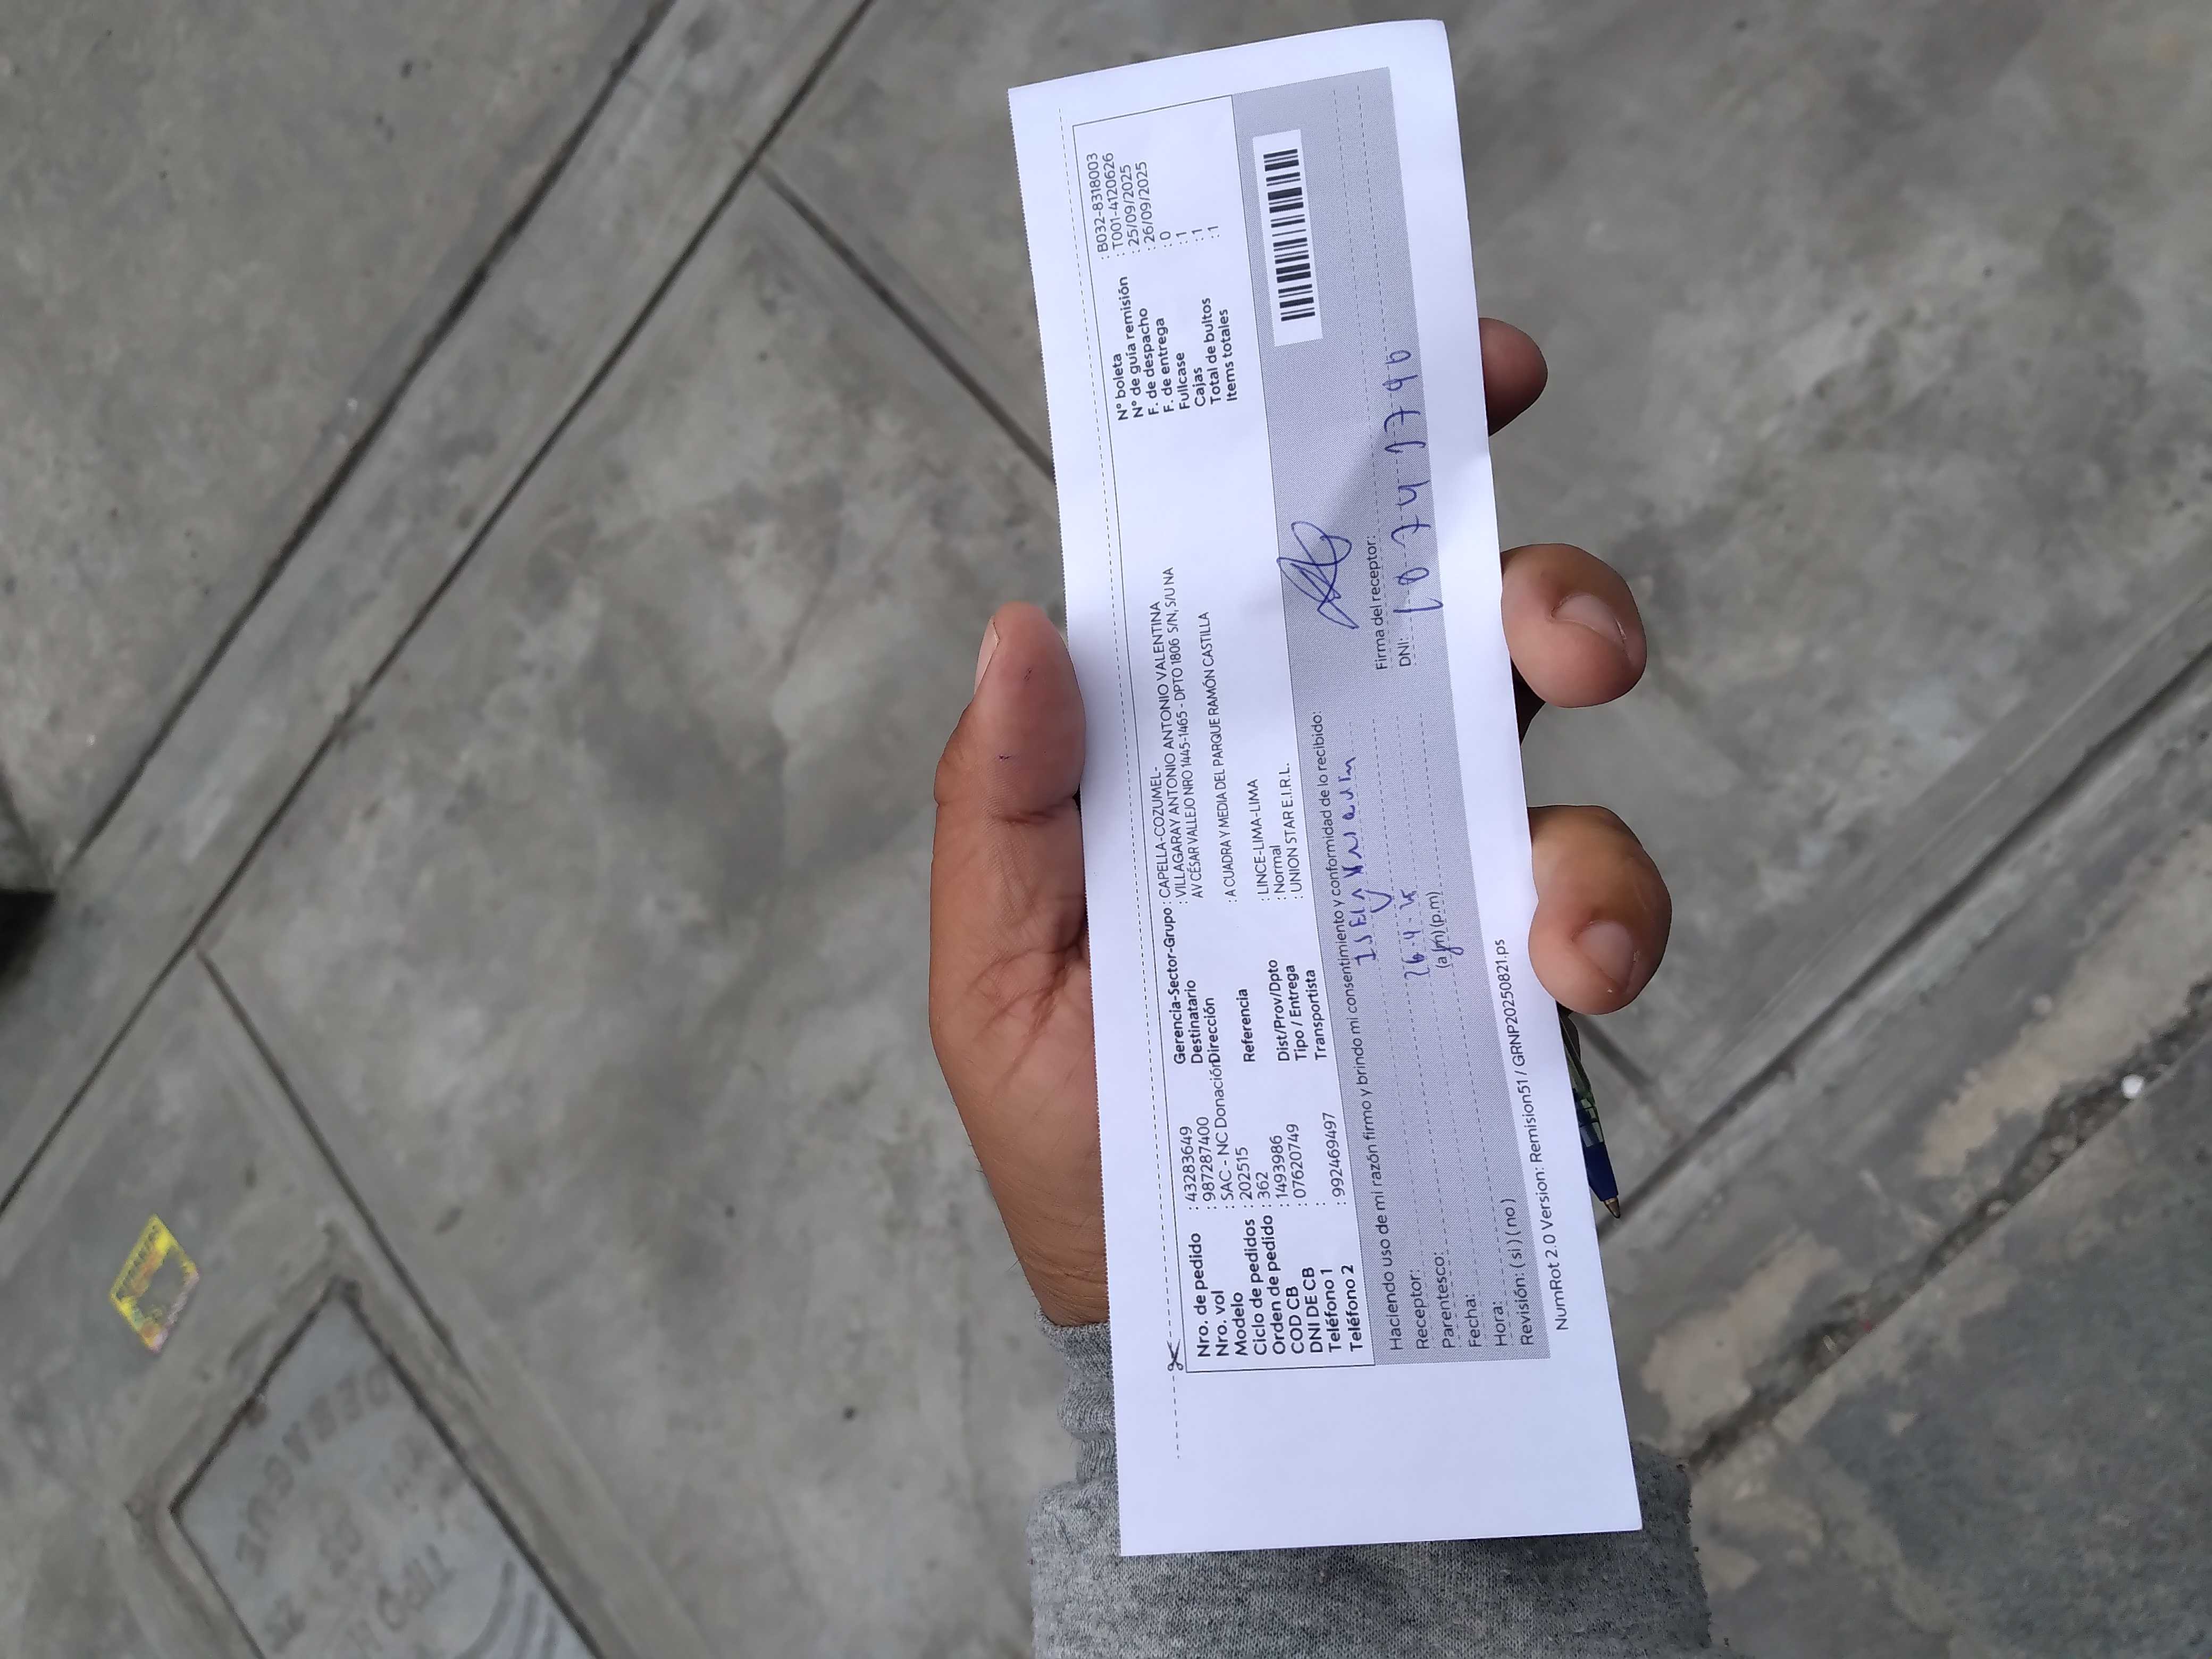 Nro. de pedido : 43283649
Nro. vol : 987287400
Modelo : SAC - NC Donación
Ciclo de pedidos : 202515
Orden de pedido : 362
COD CB : 1493986
DNI DE CB : 07620749
Teléfono 1 :
Teléfono 2 : 992469497
Gerencia-Sector-Grupo : CAPELLA-COZUMEL-
Destinatario : VILLAGARAY ANTONIO ANTONIO ANTONIO VALENTINA
Dirección AV CÉSAR VALLEJO NRO 1445-1465 - DPTO 1806 S/N, S/U NA
Referencia : A CUADRA Y MEDIA DEL PARQUE RAMÓN CASTILLA
Dist/Prov/Dpto : LINCE-LIMA-LIMA
Tipo / Entrega : Normal
Transportista : UNION STAR E.I.R.L.
N° boleta : B032-8318003
N° de guía remisión : T001-4120626
F. de despacho : 25/09/2025
F. de entrega : 26/09/2025
Fullcase : 0
Cajas : 1
Total de bultos : 1
Items totales : 1
Haciendo uso de mi razón firmo y brindo mi consentimiento y conformidad de lo recibido:
Receptor:
Parentesco:
Fecha:
Hora: (a.m) (p.m)
Revisión: ( si ) ( no )
Firma del receptor:
DNI: 10747796
NumRot 2.0 Version: Remision51 / GRNP20250821.ps